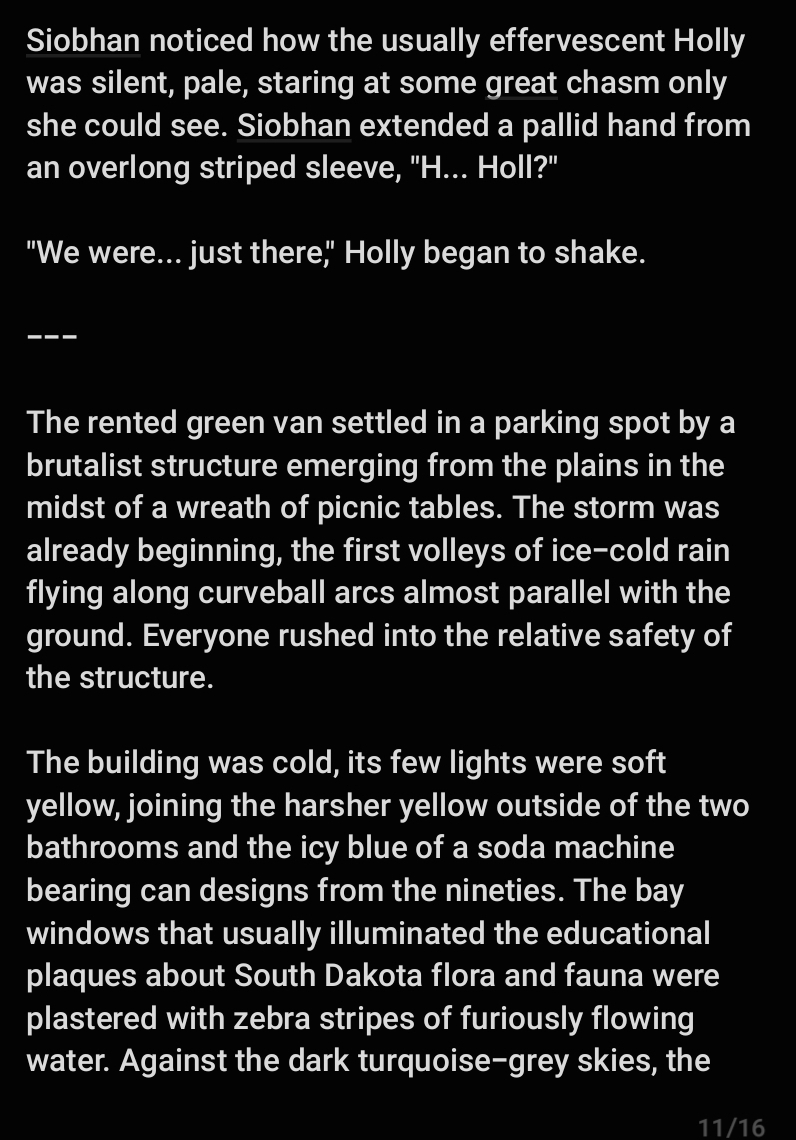 Siobhan noticed how the usually effervescent Holly
was silent, pale, staring at some great chasm only
she could see. Siobhan extended a pallid hand from
an overlong striped sleeve, "H... Holl?"
"We were... just there," Holly began to shake.
---
The rented green van settled in a parking spot by a
brutalist structure emerging from the plains in the
midst of a wreath of picnic tables. The storm was
already beginning, the first volleys of ice-cold rain
flying along curveball arcs almost parallel with the
ground. Everyone rushed into the relative safety of
the structure.
The building was cold, its few lights were soft
yellow, joining the harsher yellow outside of the two
bathrooms and the icy blue of a soda machine
bearing can designs from the nineties. The bay
windows that usually illuminated the educational
plaques about South Dakota flora and fauna were
plastered with zebra stripes of furiously flowing
water. Against the dark turquoise-grey skies, the
11/16